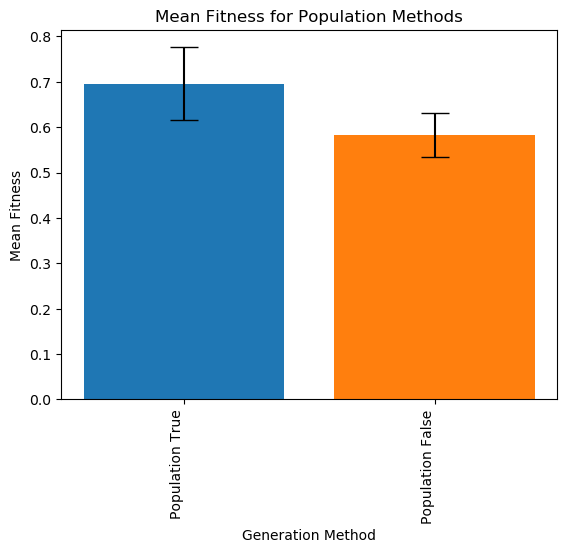 Mean Fitness for Population Methods
Mean Fitness
0.8
0.7
0.6
0.5
0.4
0.3
0.2
0.1
0.0
Population True
Population False
Generation Method